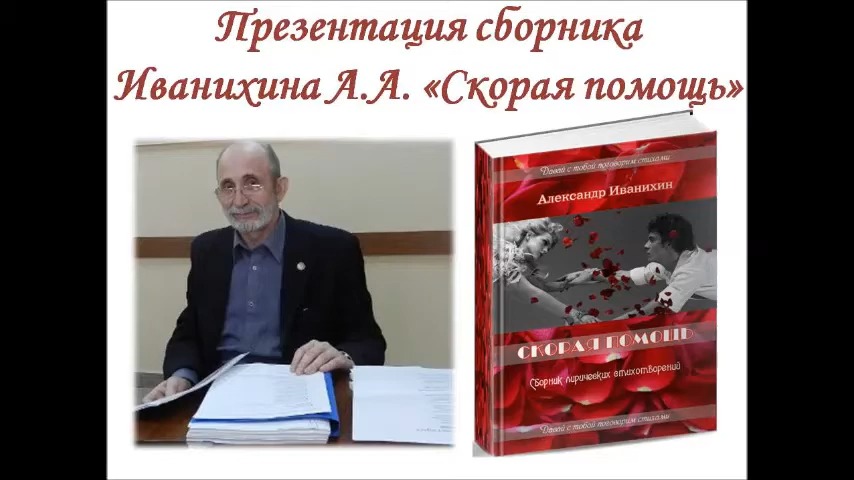 Презентация сборника
Иванихина А.А. «Скорая помощь»
Давай с тобой поговорим стихами
Александр Иванихин
СКОРАЯ ПОМОЩЬ
Сборник лирических стихотворений
Давай с тобой поговорим стихами